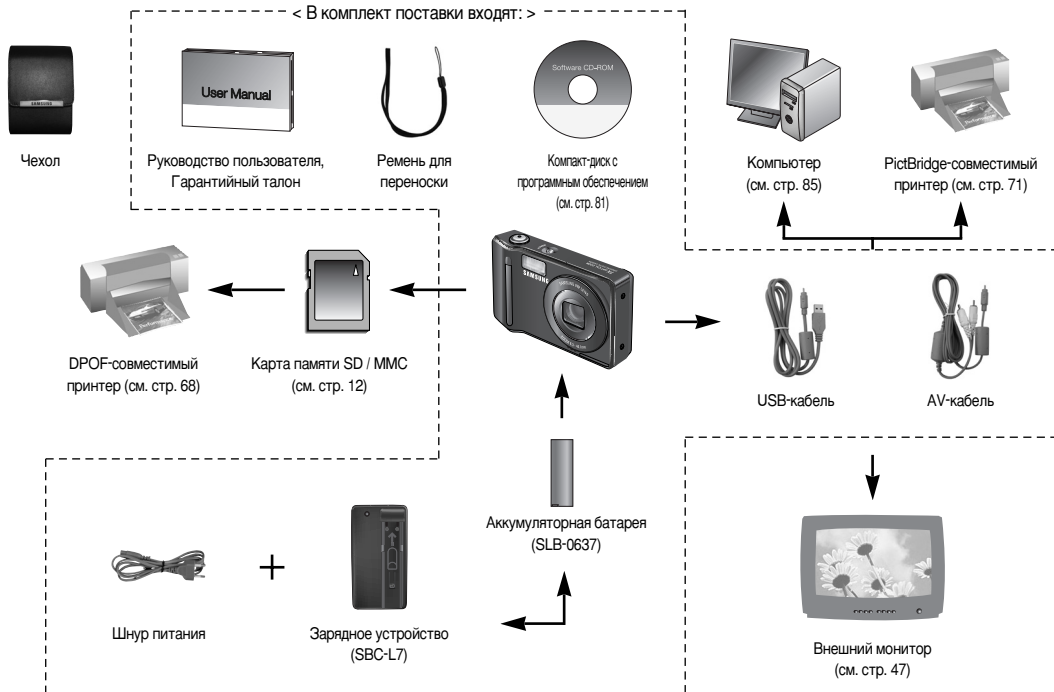 < В комплект поставки входят: >
SAMSUNG
User Manual
Software CD-ROM
Чехол
Руководство пользователя,
Гарантийный талон
Ремень для
переноски
Компакт-диск с
программным обеспечением
(см. стр. 81)
Компьютер
(см. стр. 85)
PictBridge-совместимый
принтер (см. стр. 71)
SAMSUNG
DPOF-совместимый
принтер (см. стр. 68)
Карта памяти SD / MMC
(см. стр. 12)
USB-кабель
AV-кабель
Аккумуляторная батарея
(SLB-0637)
Шнур питания
+
Зарядное устройство
(SBC-L7)
Внешний монитор
(см. стр. 47)